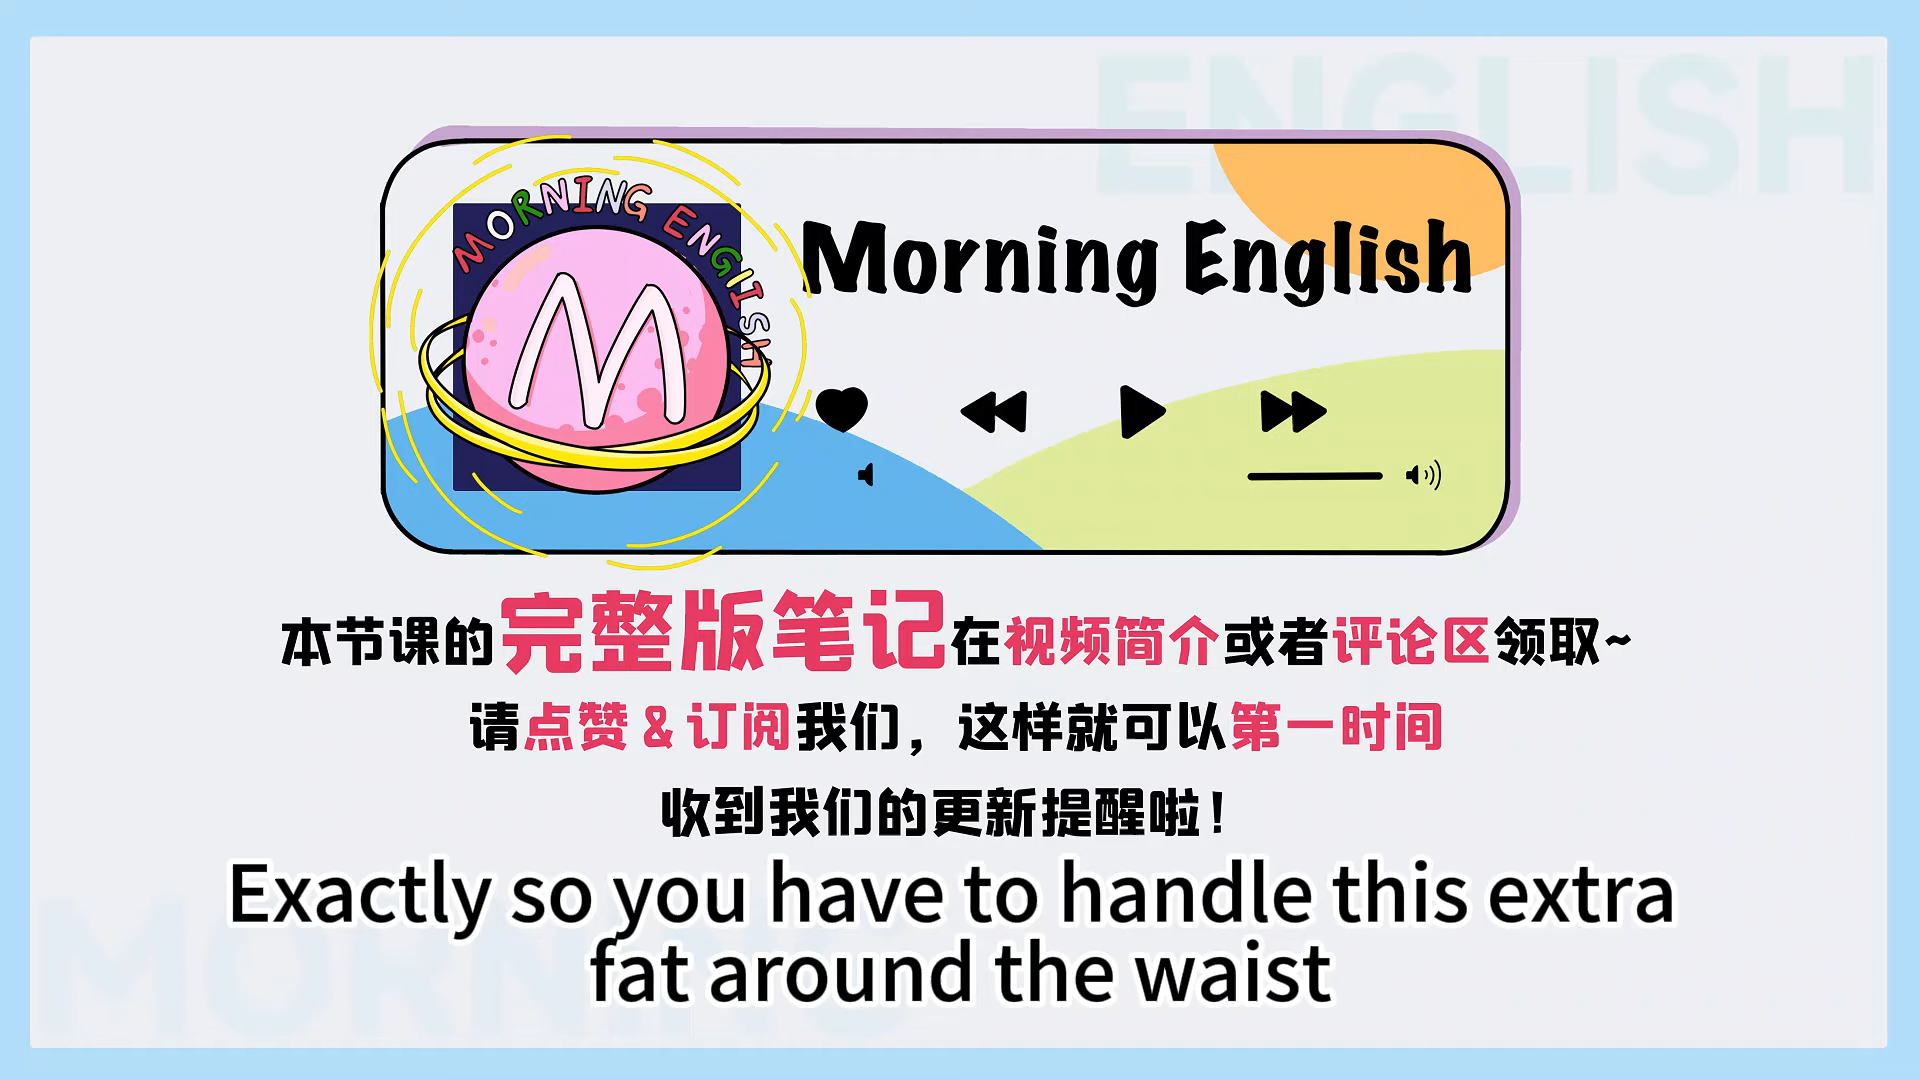 ENGLISH
MORNING ENGLISH
M
Morning English
本节课的完整版笔记在视频简介或者评论区领取~
请点赞&订阅我们，这样就可以第一时间
收到我们的更新提醒啦！
Exactly so you have to handle this extra
fat around the waist
MORNING